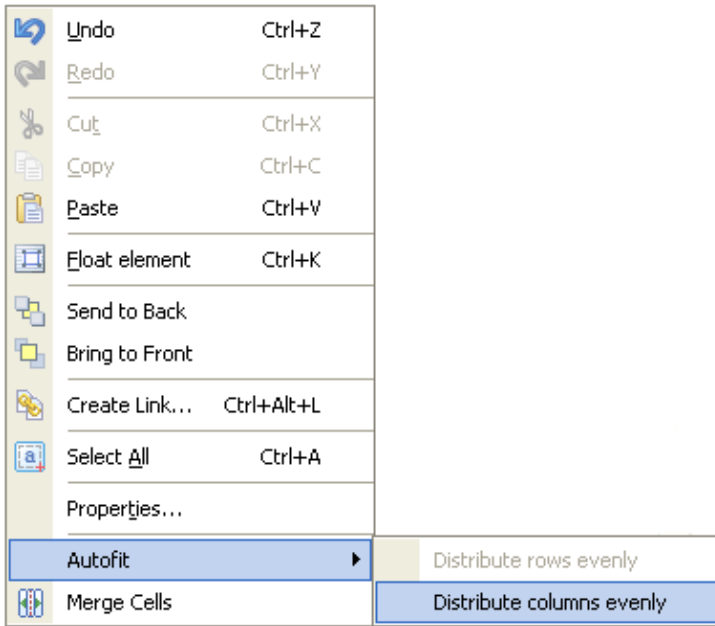 Undo Ctrl+Z
Redo Ctrl+Y
Cut Ctrl+X
Copy Ctrl+C
Paste Ctrl+V
Float element Ctrl+K
Send to Back
Bring to Front
Create Link... Ctrl+Alt+L
Select All Ctrl+A
Properties...
Autofit Distribute rows evenly
Merge Cells Distribute columns evenly